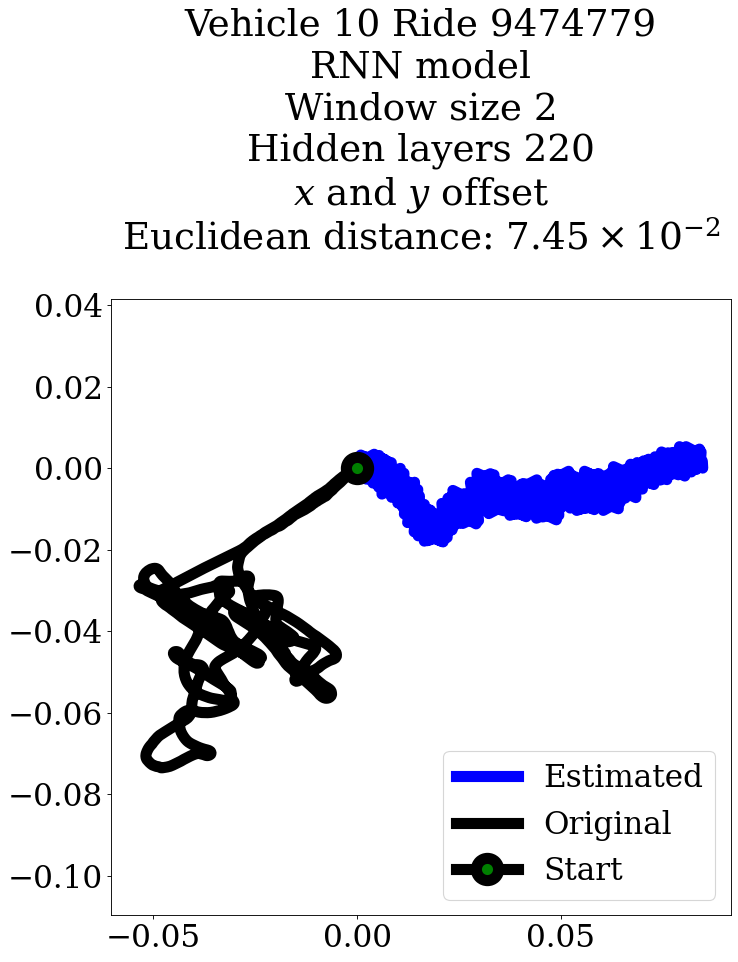 Vehicle 10 Ride 9474779
RNN model
Window size 2
Hidden layers 220
x and y offset
Euclidean distance: 7.45 × 10⁻²
0.04
0.02
0.00
−0.02
−0.04
−0.06
−0.08
−0.10
−0.05 0.00 0.05
Estimated
Original
Start